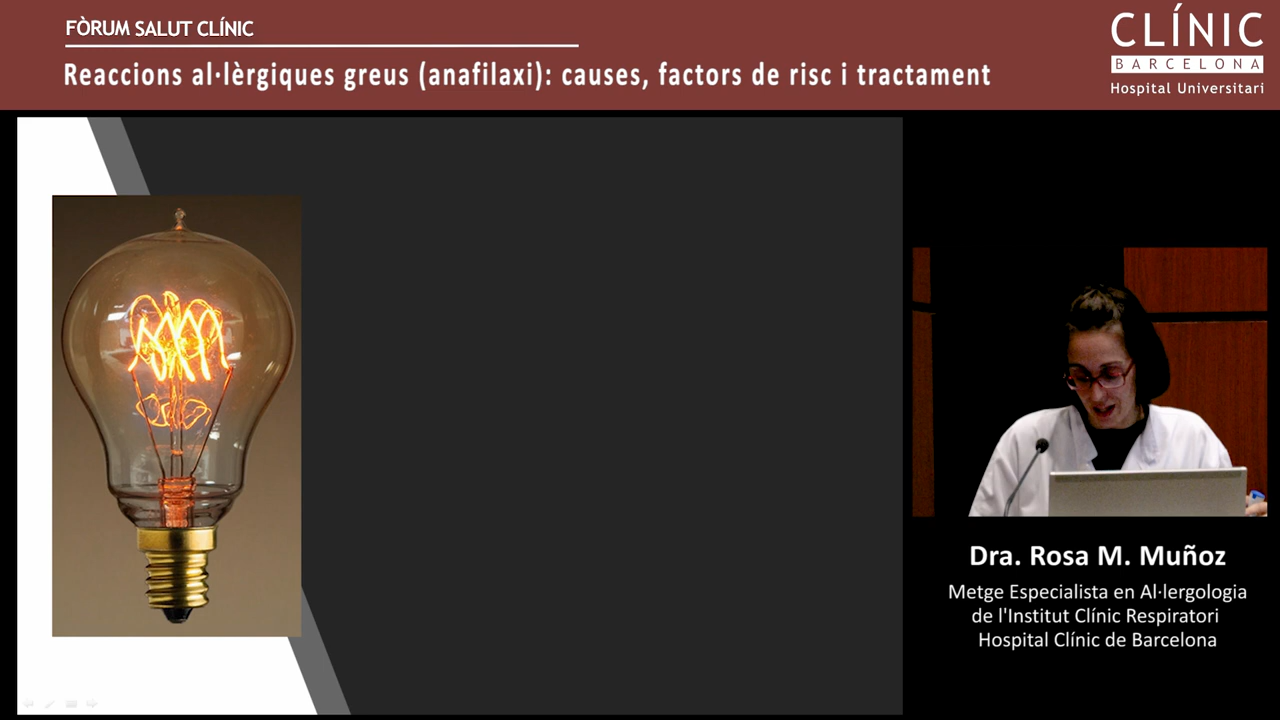 FÒRUM SALUT CLÍNIC
Reaccions al·lèrgiques greus (anafilaxi): causes, factors de risc i tractament
CLÍNIC
BARCELONA
Hospital Universitari
Dra. Rosa M. Muñoz
Metge Especialista en Al·lergologia
de l'Institut Clínic Respiratori
Hospital Clínic de Barcelona